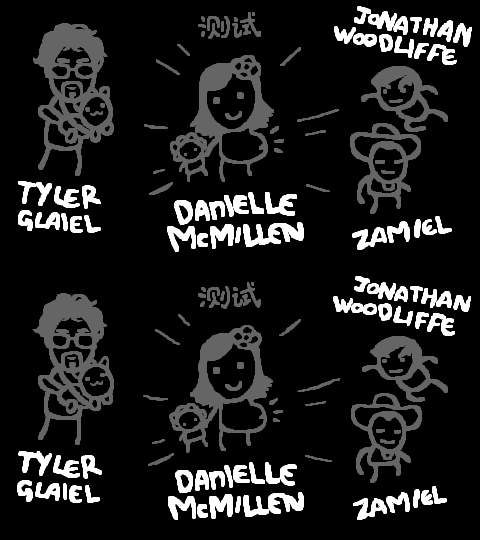 测试
JONATHAN
WOODLIFFE
TYLER
GLAIEL
DANIELLE
McMILLEN
ZAMIEL
测试
JONATHAN
WOODLIFFE
TYLER
GLAIEL
DANIELLE
McMILLEN
ZAMIEL